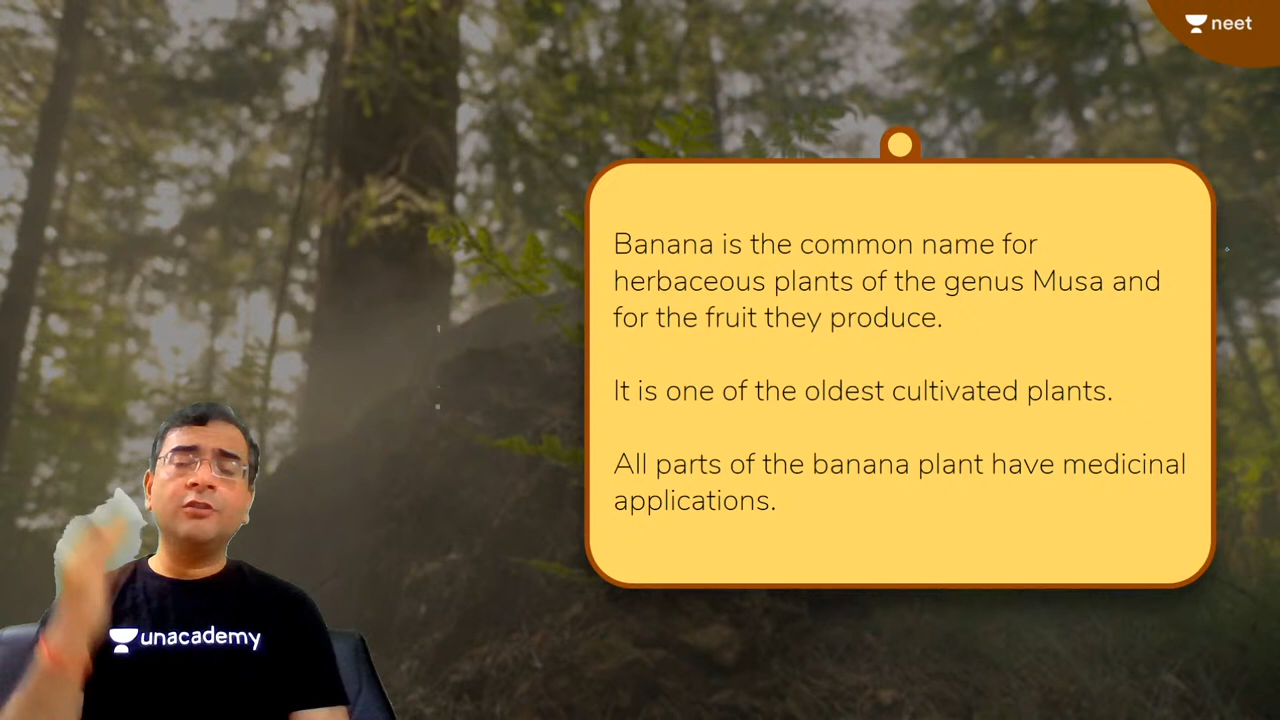 neet
Banana is the common name for
herbaceous plants of the genus Musa and
for the fruit they produce.
It is one of the oldest cultivated plants.
All parts of the banana plant have medicinal
applications.
unacademy